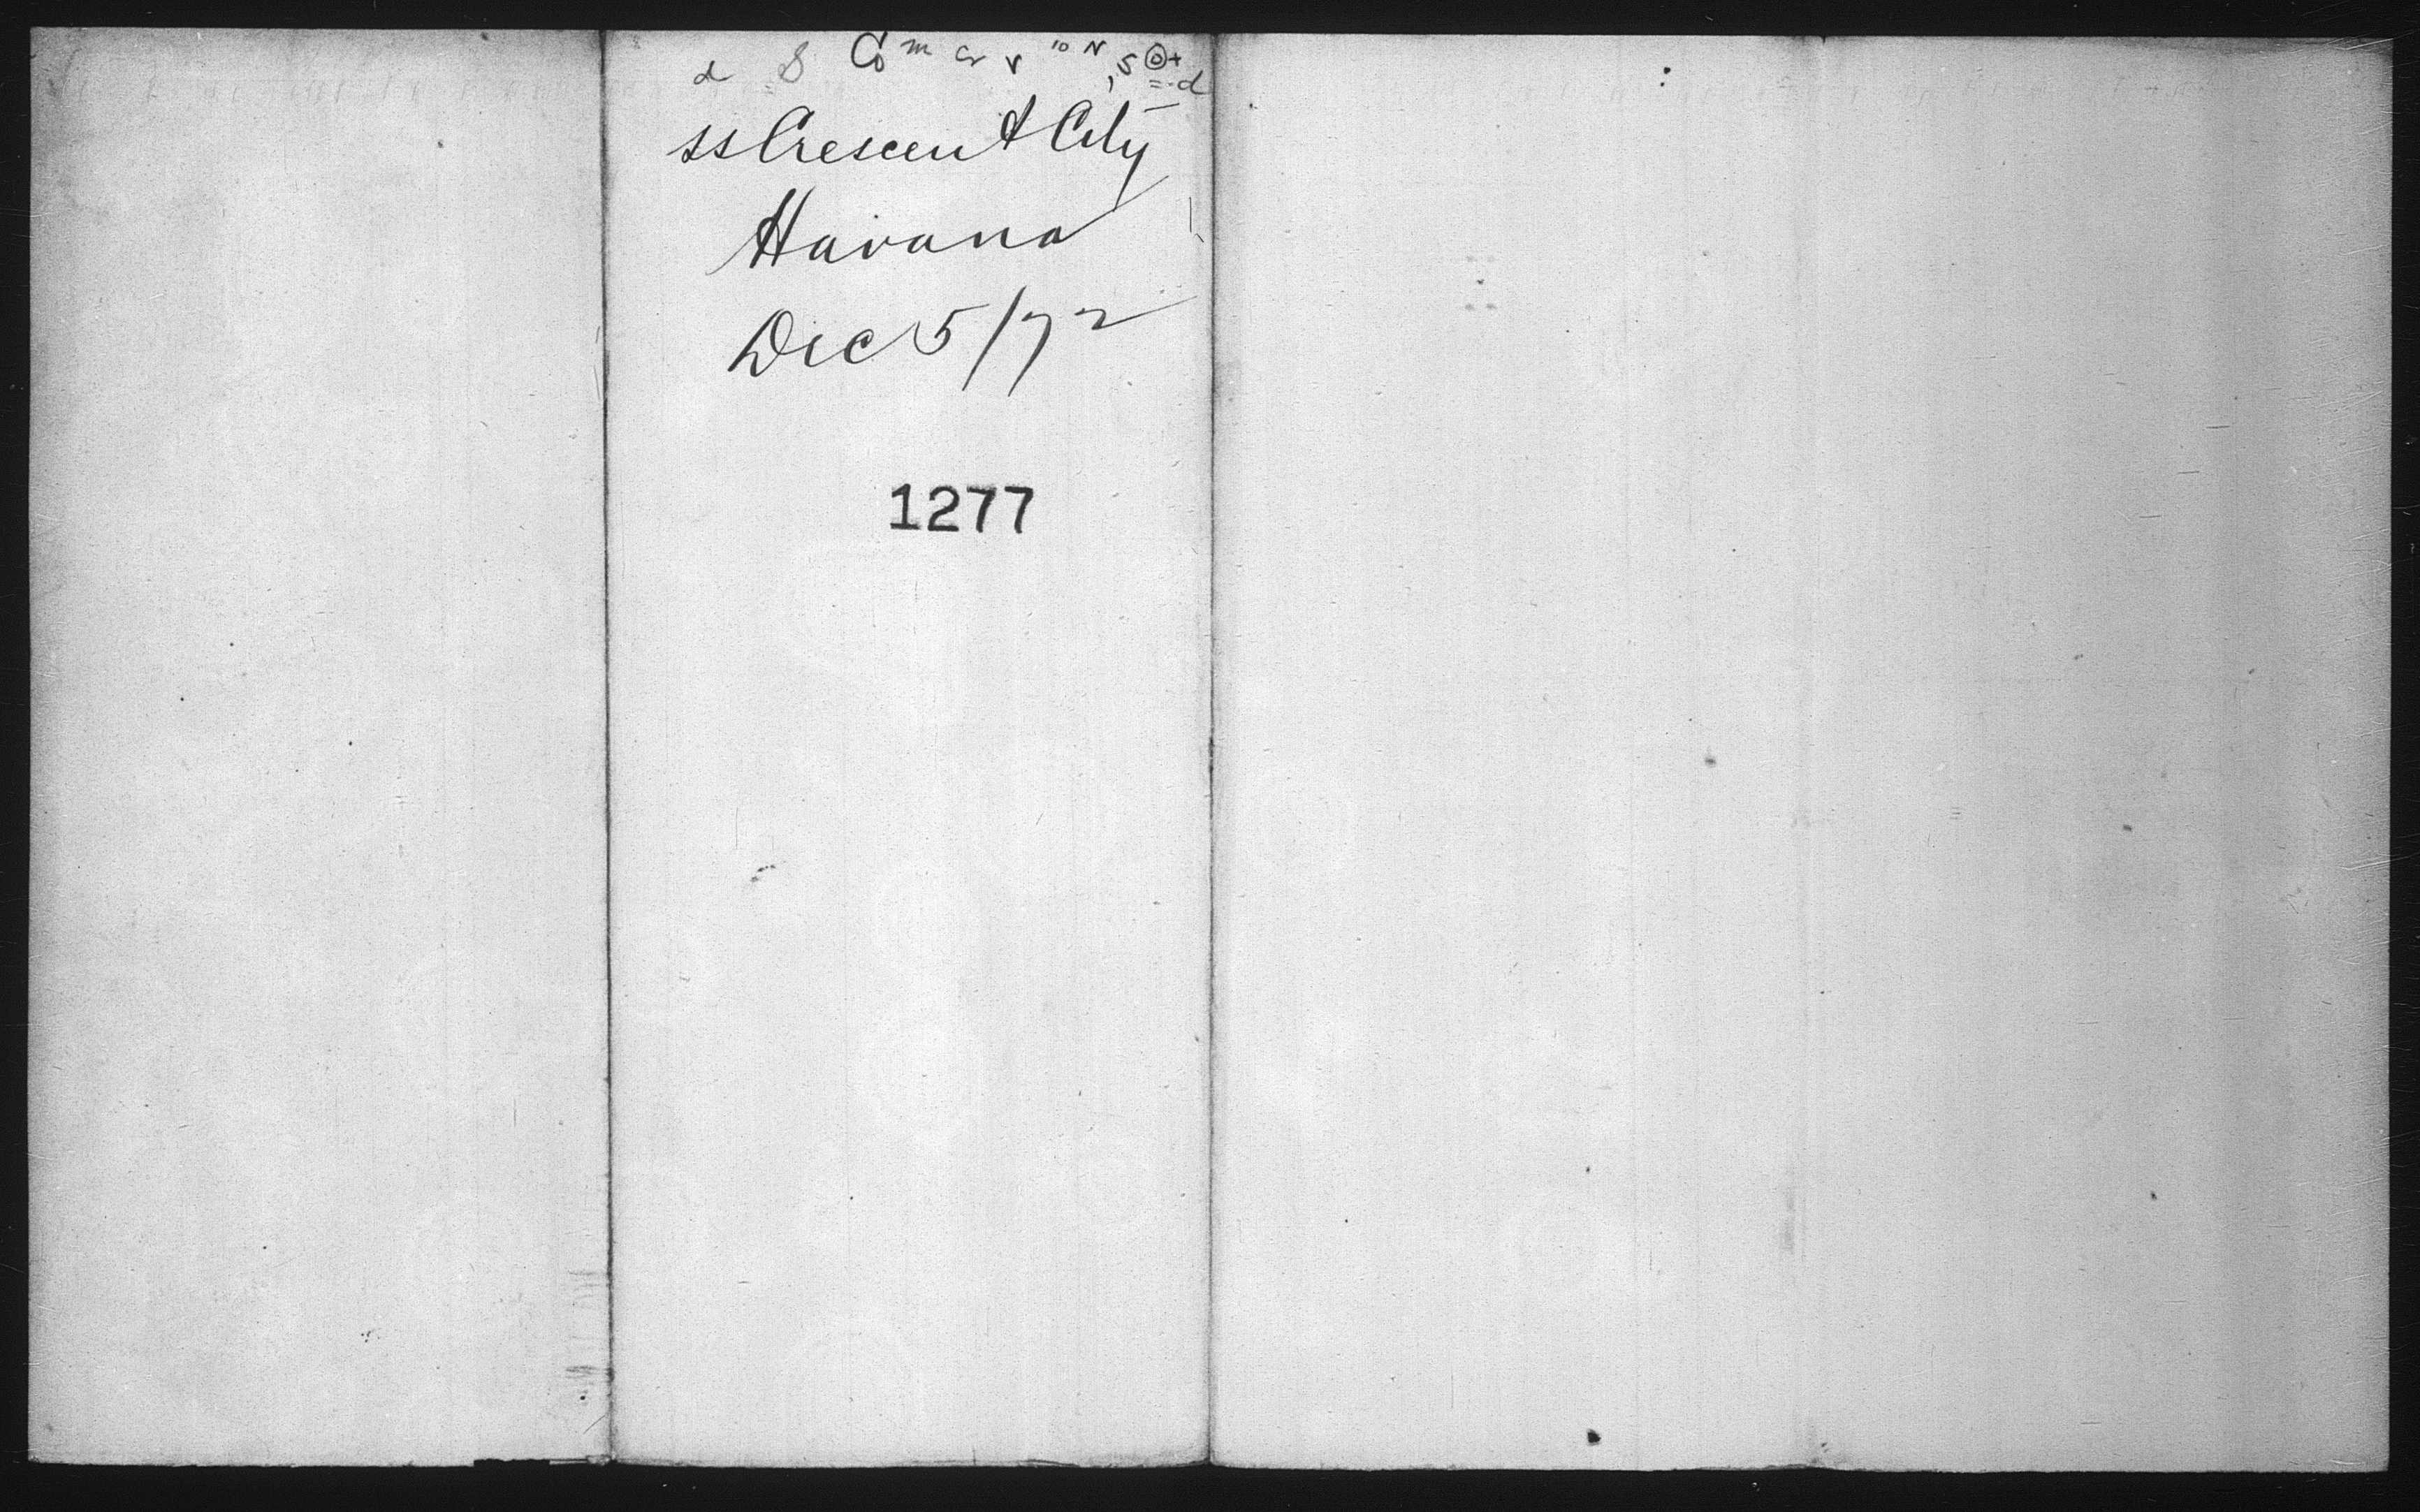 ss Crescent City
Havana
Dec 5/72
1277